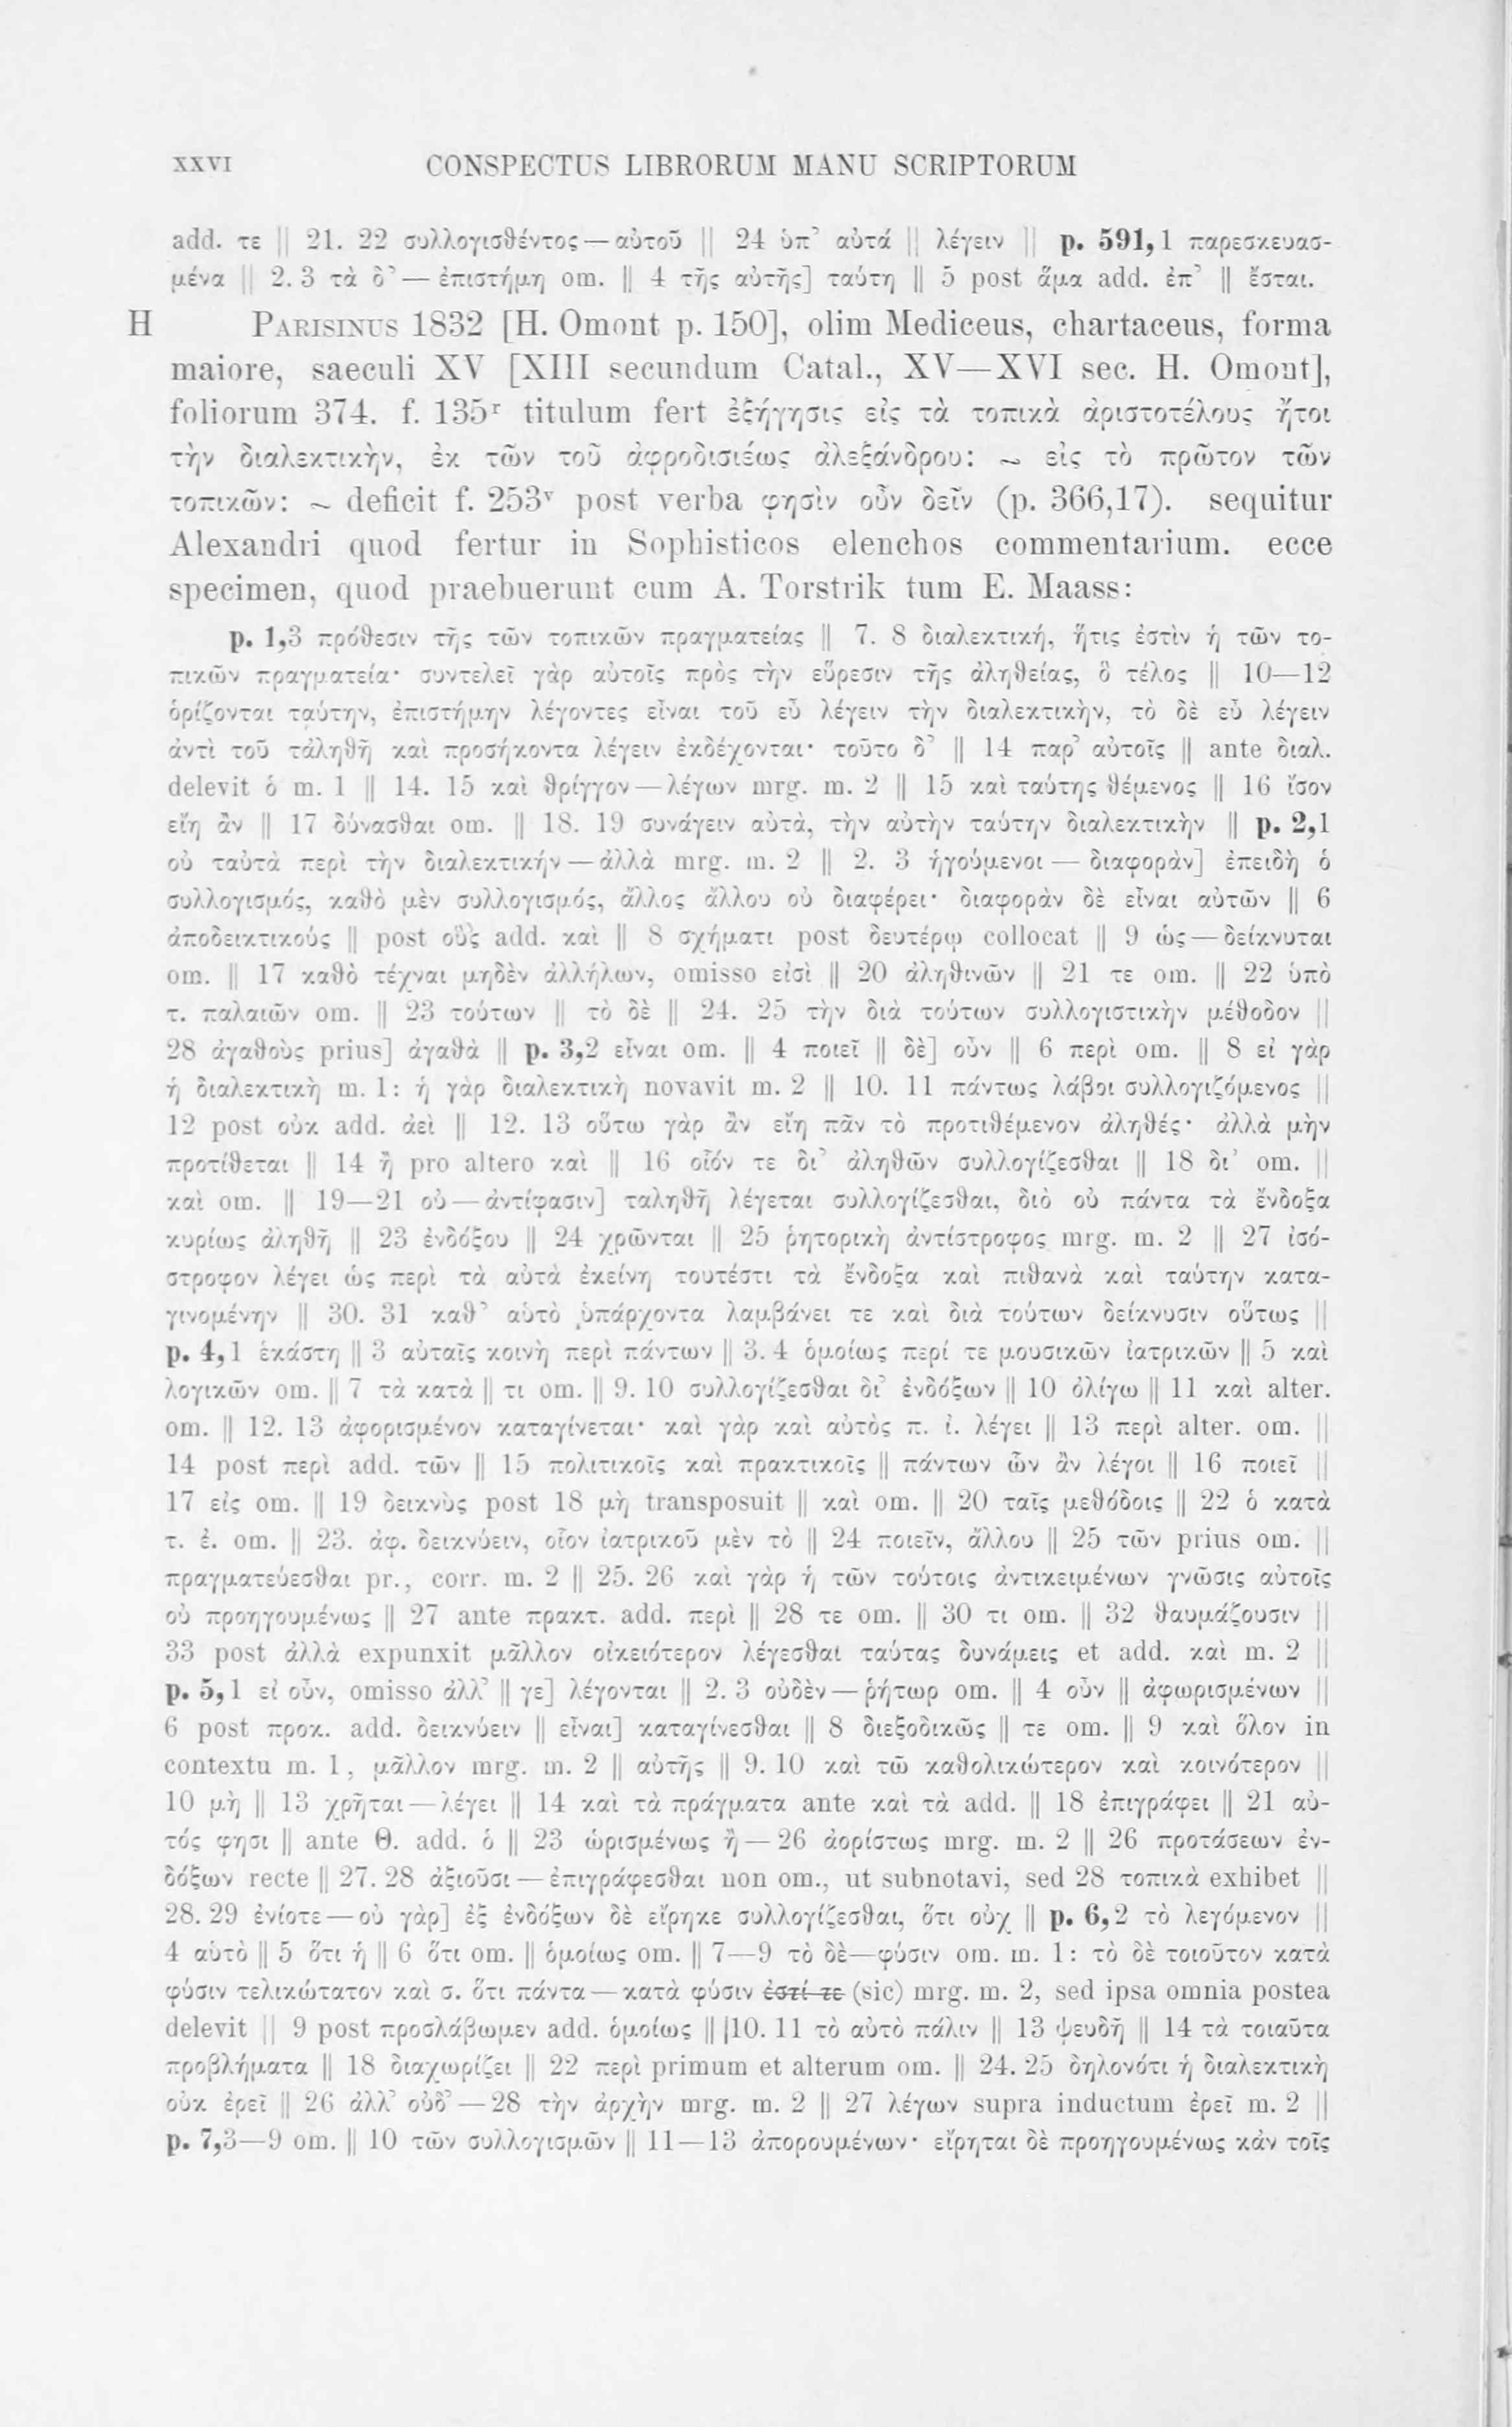 XXVI CONSPECTUS LIBRORUM MANU SCRIPTORUM
add. τε || 21. 22 συλλογισθέντος — αὐτοῦ || 24 ὑπ’ αὐτά || λέγειν || p. 591,1 παρεσκευασ-
μένα || 2. 3 τὰ δ’ — ἐπιστήμη om. || 4 τῆς αὐτῆς] ταύτη || 5 post ἅμα add. ἐπ’ || ἔσται.
H PARISINUS 1832 [H. Omont p. 150], olim Mediceus, chartaceus, forma
maiore, saeculi XV [XIII secundum Catal., XV—XVI sec. H. Omont],
foliorum 374. f. 135r titulum fert ἐξήγησις εἰς τὰ τοπικὰ ἀριστοτέλους ἤτοι
τὴν διαλεκτικὴν, ἐκ τῶν τοῦ ἀφροδισιέως ἀλεξάνδρου: ~ εἰς τὸ πρῶτον τῶν
τοπικῶν: ~ deficit f. 253v post verba φησὶν οὖν δεῖν (p. 366,17). sequitur
Alexandri quod fertur in Sophisticos elenchos commentarium. ecce
specimen, quod praebuerunt cum A. Torstrik tum E. Maass:
p. 1,3 πρόθεσιν τῆς τῶν τοπικῶν πραγματείας || 7. 8 διαλεκτική, ἥτις ἐστὶν ἡ τῶν το-
πικῶν πραγματεία· συντελεῖ γὰρ αὐτοῖς πρὸς τὴν εὕρεσιν τῆς ἀληθείας, ὃ τέλος || 10—12
ὁρίζονται ταύτην, ἐπιστήμην λέγοντες εἶναι τοῦ εὖ λέγειν τὴν διαλεκτικὴν, τὸ δὲ εὖ λέγειν
ἀντὶ τοῦ τἀληθῆ καὶ προσήκοντα λέγειν ἐκδέχονται· τοῦτο δ’ || 14 παρ’ αὐτοῖς || ante διαλ.
delevit ὁ m. 1 || 14. 15 καὶ θρίγγον — λέγων mrg. m. 2 || 15 καὶ ταύτης θέμενος || 16 ἴσον
εἴη ἂν || 17 δύνασθαι om. || 18. 19 συνάγειν αὐτὰ, τὴν αὐτὴν ταύτην διαλεκτικὴν || p. 2,1
οὐ ταὐτὰ περὶ τὴν διαλεκτικήν — ἀλλὰ mrg. m. 2 || 2. 3 ἡγούμενοι — διαφορὰν] ἐπειδὴ ὁ
συλλογισμός, καθὸ μὲν συλλογισμός, ἄλλος ἄλλου οὐ διαφέρει· διαφορὰν δὲ εἶναι αὐτῶν || 6
ἀποδεικτικούς || post οὓς add. καὶ || 8 σχήματι post δευτέρῳ collocat || 9 ὡς — δείκνυται
om. || 17 καθὸ τέχναι μηδὲν ἀλλήλων, omisso εἰσὶ || 20 ἀληθινῶν || 21 τε om. || 22 ὑπὸ
τ. παλαιῶν om. || 23 τούτων || τὸ δὲ || 24. 25 τὴν διὰ τούτων συλλογιστικὴν μέθοδον ||
28 ἀγαθοὺς prius] ἀγαθὰ || p. 3,2 εἶναι om. || 4 ποιεῖ || δὲ] οὖν || 6 περὶ om. || 8 εἰ γὰρ
ἡ διαλεκτικὴ m. 1: ἡ γὰρ διαλεκτικὴ novavit m. 2 || 10. 11 πάντως λάβοι συλλογιζόμενος ||
12 post οὐκ add. ἀεὶ || 12. 13 οὕτω γὰρ ἂν εἴη πᾶν τὸ προτιθέμενον ἀληθές· ἀλλὰ μὴν
προτίθεται || 14 ἢ pro altero καὶ || 16 οἷόν τε δι’ ἀληθῶν συλλογίζεσθαι || 18 δι’ om. ||
καὶ om. || 19—21 οὐ — ἀντίφασιν] ταληθῆ λέγεται συλλογίζεσθαι, διὸ οὐ πάντα τὰ ἔνδοξα
κυρίως ἀληθῆ || 23 ἐνδόξου || 24 χρῶνται || 25 ῥητορικὴ ἀντίστροφος mrg. m. 2 || 27 ἰσό-
στροφον λέγει ὡς περὶ τὰ αὐτὰ ἐκείνη τουτέστι τὰ ἔνδοξα καὶ πιθανὰ καὶ ταύτην κατα-
γινομένην || 30. 31 καθ’ αὑτὸ ὑπάρχοντα λαμβάνει τε καὶ διὰ τούτων δείκνυσιν οὕτως ||
p. 4,1 ἑκάστη || 3 αὐταῖς κοινὴ περὶ πάντων || 3. 4 ὁμοίως περί τε μουσικῶν ἰατρικῶν || 5 καὶ
λογικῶν om. || 7 τὰ κατὰ || τι om. || 9. 10 συλλογίζεσθαι δι’ ἐνδόξων || 10 ὀλίγω || 11 καὶ alter.
om. || 12. 13 ἀφορισμένον καταγίνεται· καὶ γὰρ καὶ αὐτὸς π. ἰ. λέγει || 13 περὶ alter. om. ||
14 post περὶ add. τῶν || 15 πολιτικοῖς καὶ πρακτικοῖς || πάντων ὧν ἂν λέγοι || 16 ποιεῖ ||
17 εἰς om. || 19 δεικνὺς post 18 μὴ transposuit || καὶ om. || 20 ταῖς μεθόδοις || 22 ὁ κατὰ
τ. ἐ. om. || 23. ἀφ. δεικνύειν, οἷον ἰατρικοῦ μὲν τὸ || 24 ποιεῖν, ἄλλου || 25 τῶν prius om. ||
πραγματεύεσθαι pr., corr. m. 2 || 25. 26 καὶ γὰρ ἡ τῶν τούτοις ἀντικειμένων γνῶσις αὐτοῖς
οὐ προηγουμένως || 27 ante πρακτ. add. περὶ || 28 τε om. || 30 τι om. || 32 θαυμάζουσιν ||
33 post ἀλλὰ expunxit μᾶλλον οἰκειότερον λέγεσθαι ταύτας δυνάμεις et add. καὶ m. 2 ||
p. 5,1 εἰ οὖν, omisso ἀλλ’ || γε] λέγονται || 2. 3 οὐδὲν — ῥήτωρ om. || 4 οὖν || ἀφωρισμένων ||
6 post προκ. add. δεικνύειν || εἶναι] καταγίνεσθαι || 8 διεξοδικῶς || τε om. || 9 καὶ ὅλον in
contextu m. 1, μᾶλλον mrg. m. 2 || αὐτῆς || 9. 10 καὶ τῶ καθολικώτερον καὶ κοινότερον ||
10 μὴ || 13 χρῆται — λέγει || 14 καὶ τὰ πράγματα ante καὶ τὰ add. || 18 ἐπιγράφει || 21 αὐ-
τός φησι || ante Θ. add. ὁ || 23 ὡρισμένως ἢ — 26 ἀορίστως mrg. m. 2 || 26 προτάσεων ἐν-
δόξων recte || 27. 28 ἀξιοῦσι — ἐπιγράφεσθαι non om., ut subnotavi, sed 28 τοπικὰ exhibet ||
28. 29 ἐνίοτε — οὐ γὰρ] ἐξ ἐνδόξων δὲ εἴρηκε συλλογίζεσθαι, ὅτι οὐχ || p. 6,2 τὸ λεγόμενον ||
4 αὐτὸ || 5 ὅτι ἡ || 6 ὅτι om. || ὁμοίως om. || 7—9 τὸ δὲ—φύσιν om. m. 1: τὸ δὲ τοιοῦτον κατὰ
φύσιν τελικώτατον καὶ σ. ὅτι πάντα — κατὰ φύσιν ἐστί τε (sic) mrg. m. 2, sed ipsa omnia postea
delevit || 9 post προσλάβωμεν add. ὁμοίως || |10. 11 τὸ αὐτὸ πάλιν || 13 ψευδῆ || 14 τὰ τοιαῦτα
προβλήματα || 18 διαχωρίζει || 22 περὶ primum et alterum om. || 24. 25 δηλονότι ἡ διαλεκτικὴ
οὐκ ἐρεῖ || 26 ἀλλ’ οὐδ’ — 28 τὴν ἀρχὴν mrg. m. 2 || 27 λέγων supra inductum ἐρεῖ m. 2 ||
p. 7,3—9 om. || 10 τῶν συλλογισμῶν || 11—13 ἀπορουμένων· εἴρηται δὲ προηγουμένως κἀν τοῖς